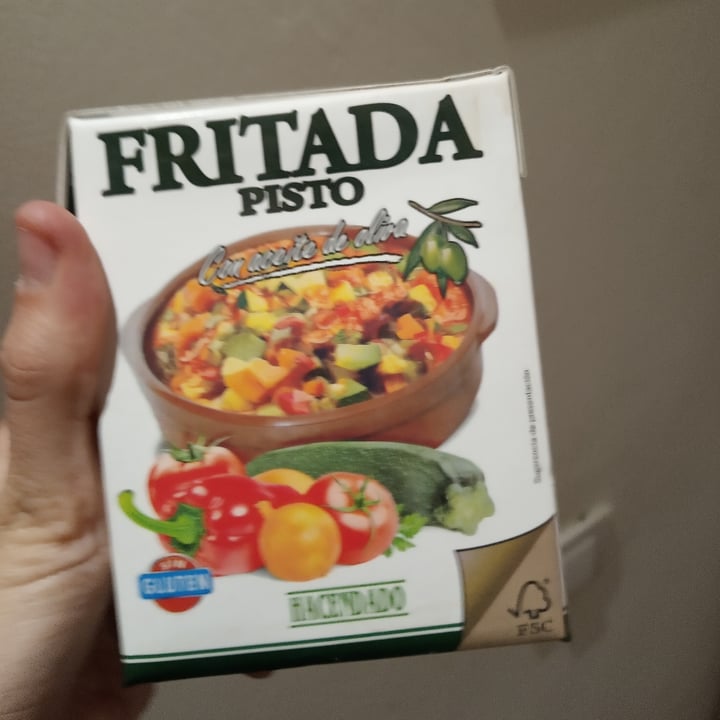 FRITADA
PISTO
Con aceite de oliva
Sugerencia de presentación
SIN
GLUTEN
HACENDADO
FSC